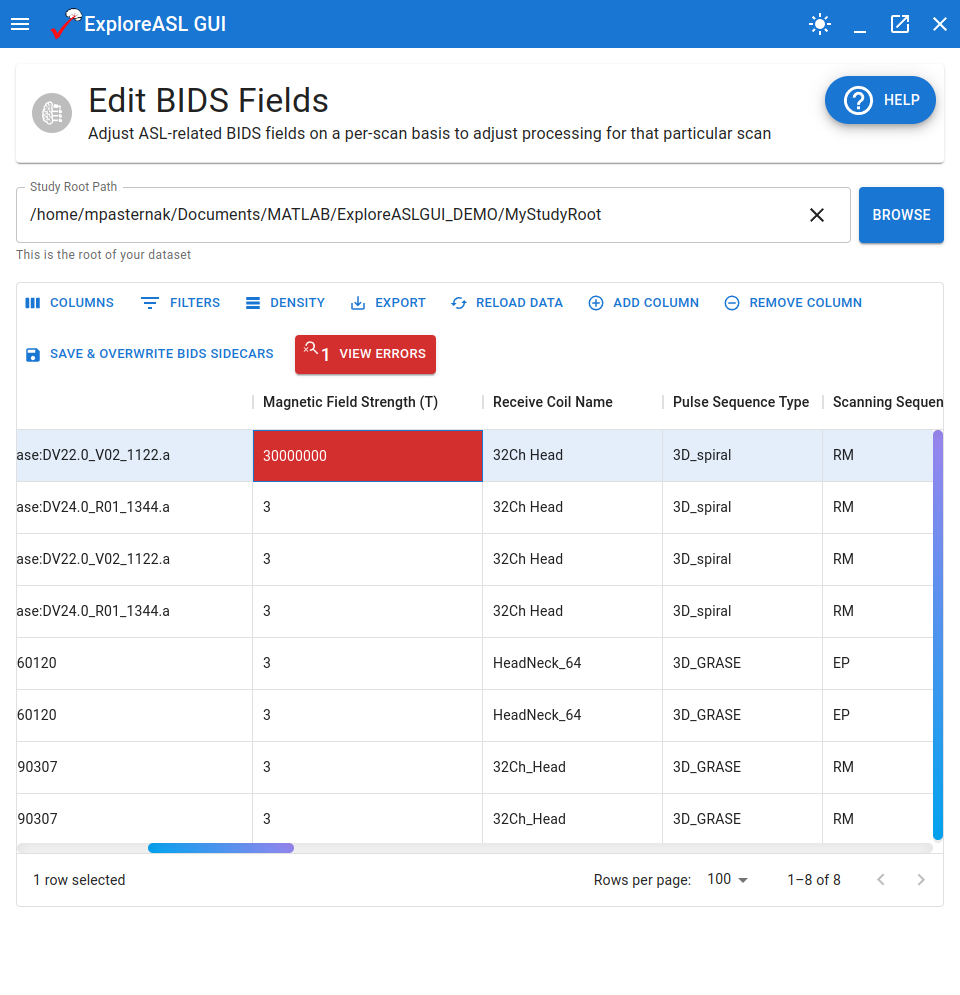 ExploreASL GUI
Edit BIDS Fields
Adjust ASL-related BIDS fields on a per-scan basis to adjust processing for that particular scan
HELP
Study Root Path
/home/mpasternak/Documents/MATLAB/ExploreASLGUI_DEMO/MyStudyRoot
BROWSE
This is the root of your dataset
COLUMNS FILTERS DENSITY EXPORT RELOAD DATA ADD COLUMN REMOVE COLUMN
SAVE & OVERWRITE BIDS SIDECARS 1 VIEW ERRORS
Magnetic Field Strength (T) Receive Coil Name Pulse Sequence Type Scanning Sequen
ase:DV22.0_V02_1122.a 30000000 32Ch Head 3D_spiral RM
ase:DV24.0_R01_1344.a 3 32Ch Head 3D_spiral RM
ase:DV22.0_V02_1122.a 3 32Ch Head 3D_spiral RM
ase:DV24.0_R01_1344.a 3 32Ch Head 3D_spiral RM
60120 3 HeadNeck_64 3D_GRASE EP
60120 3 HeadNeck_64 3D_GRASE EP
90307 3 32Ch_Head 3D_GRASE RM
90307 3 32Ch_Head 3D_GRASE RM
1 row selected Rows per page: 100 1–8 of 8